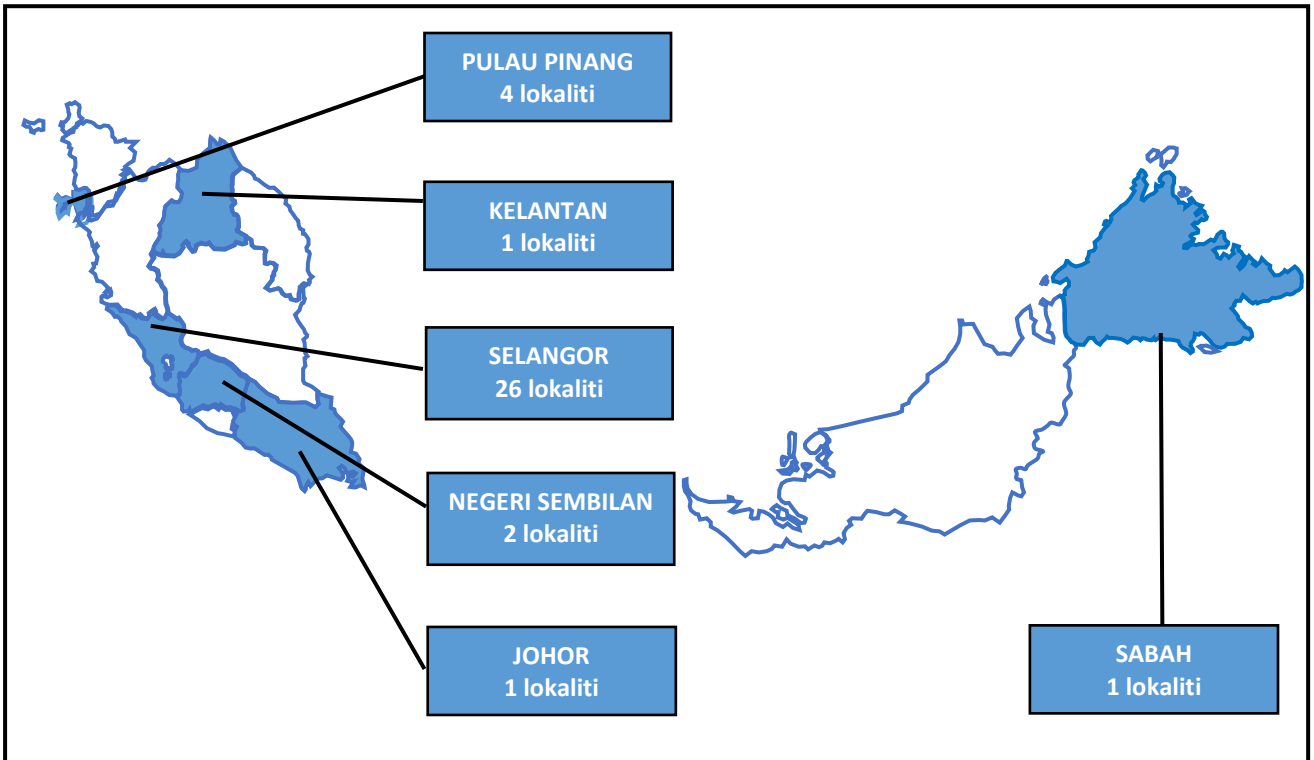 PULAU PINANG
4 lokaliti
KELANTAN
1 lokaliti
SELANGOR
26 lokaliti
NEGERI SEMBILAN
2 lokaliti
JOHOR
1 lokaliti
SABAH
1 lokaliti